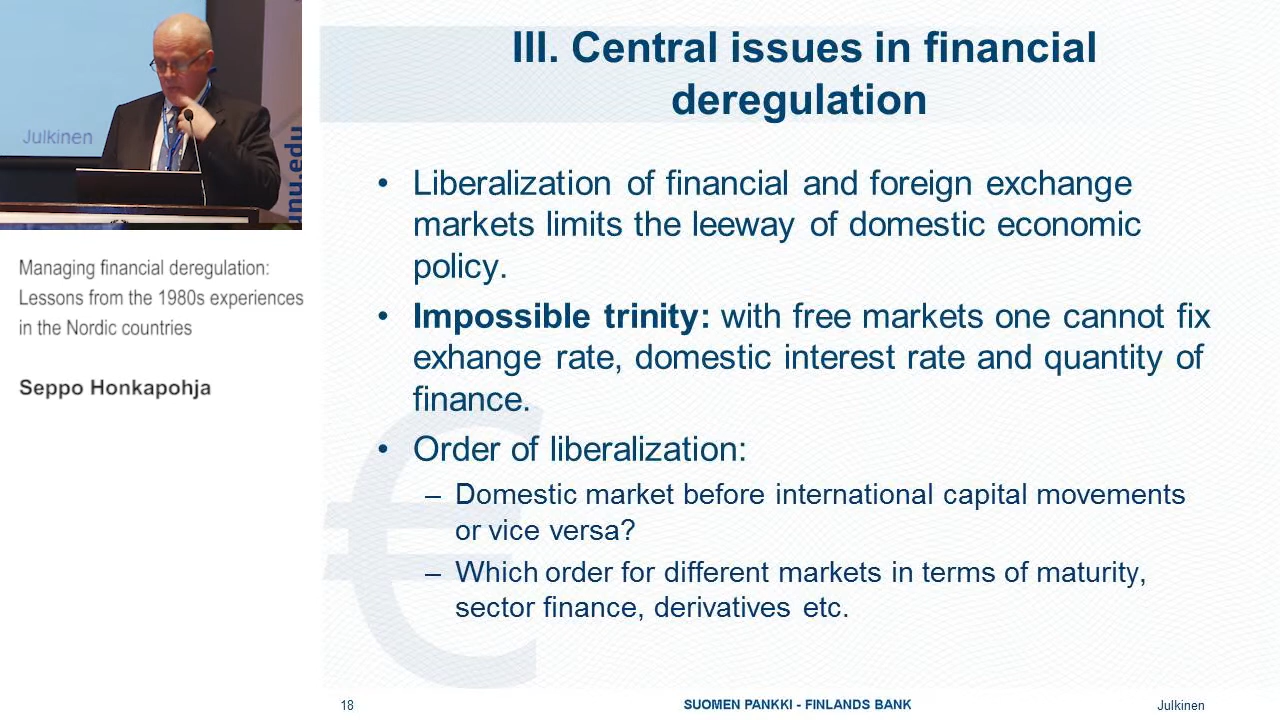 Julkinen
unu.edu
Managing financial deregulation:
Lessons from the 1980s experiences
in the Nordic countries
Seppo Honkapohja
III. Central issues in financial
deregulation
• Liberalization of financial and foreign exchange
markets limits the leeway of domestic economic
policy.
• Impossible trinity: with free markets one cannot fix
exhange rate, domestic interest rate and quantity of
finance.
• Order of liberalization:
– Domestic market before international capital movements
or vice versa?
– Which order for different markets in terms of maturity,
sector finance, derivatives etc.
18
SUOMEN PANKKI - FINLANDS BANK
Julkinen